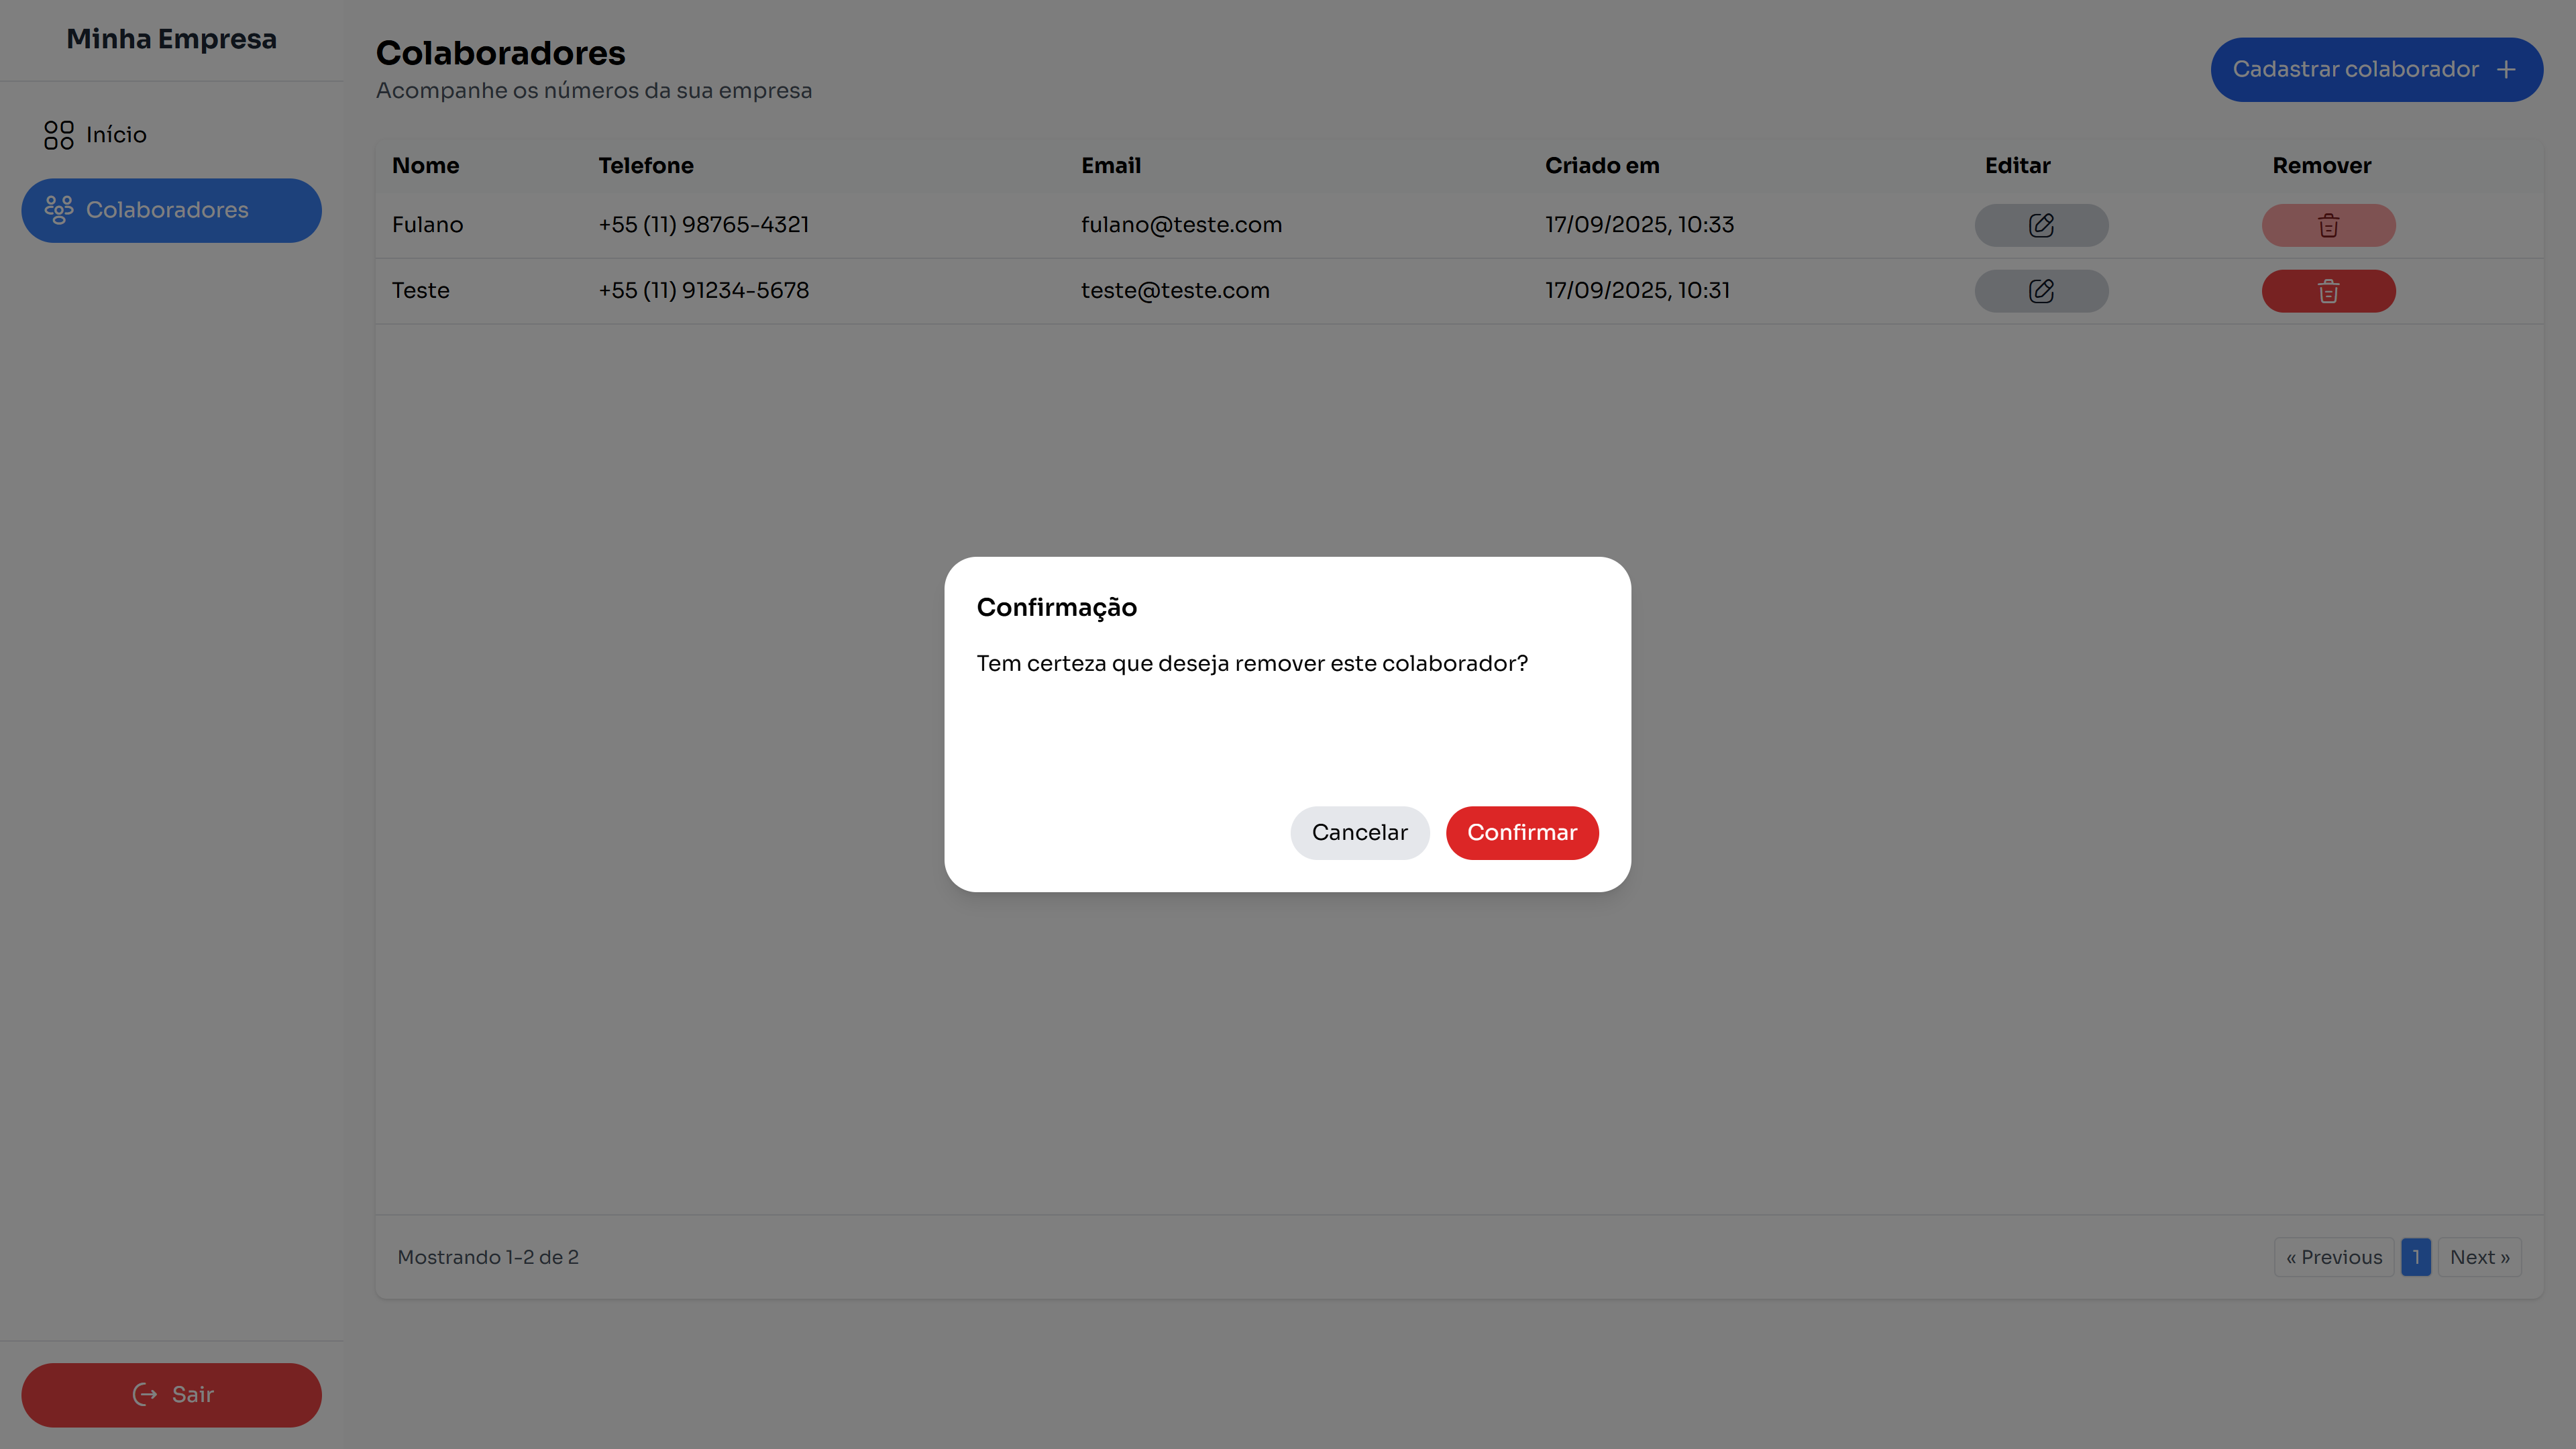 Minha Empresa
Início
Colaboradores
Sair
Colaboradores
Acompanhe os números da sua empresa
Cadastrar colaborador +
Nome Telefone Email Criado em Editar Remover
Fulano +55 (11) 98765-4321 fulano@teste.com 17/09/2025, 10:33
Teste +55 (11) 91234-5678 teste@teste.com 17/09/2025, 10:31
Confirmação
Tem certeza que deseja remover este colaborador?
Cancelar Confirmar
Mostrando 1-2 de 2 « Previous 1 Next »